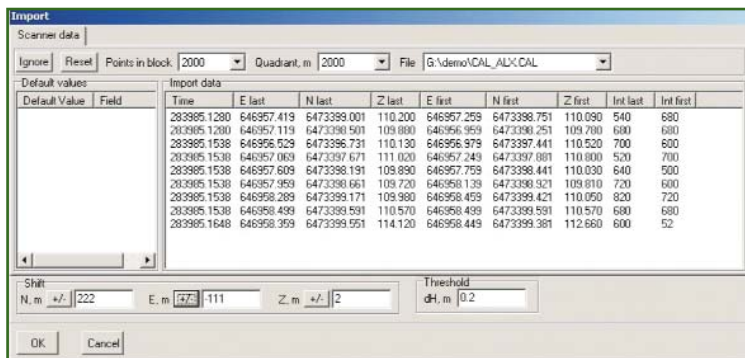 Import
Scanner data
Ignore Reset Points in block 2000 Quadrant, m 2000 File G:\demo\CAL_ALX.CAL
Default values Import data
Default Value Field Time E last N last Z last E first N first Z first Int last Int first
283985.1280 646957.419 6473399.001 110.200 646957.259 6473398.751 110.090 540 680
283985.1280 646957.119 6473398.501 109.880 646956.959 6473398.251 109.780 680 680
283985.1538 646956.529 6473396.731 110.130 646956.979 6473397.441 110.520 700 600
283985.1538 646957.069 6473397.671 111.020 646957.249 6473397.881 110.800 520 700
283985.1538 646957.609 6473398.191 109.890 646957.759 6473398.441 110.030 640 500
283985.1538 646957.959 6473398.661 109.720 646958.139 6473398.921 109.810 720 600
283985.1538 646958.289 6473399.171 109.980 646958.459 6473399.421 110.050 820 720
283985.1538 646958.499 6473399.591 110.570 646958.499 6473399.591 110.570 680 680
283985.1648 646958.359 6473399.551 114.120 646958.449 6473399.381 112.660 600 52
Shift Threshold
N, m +/- 222 E, m +/- -111 Z, m +/- 2 dH, m 0.2
OK Cancel